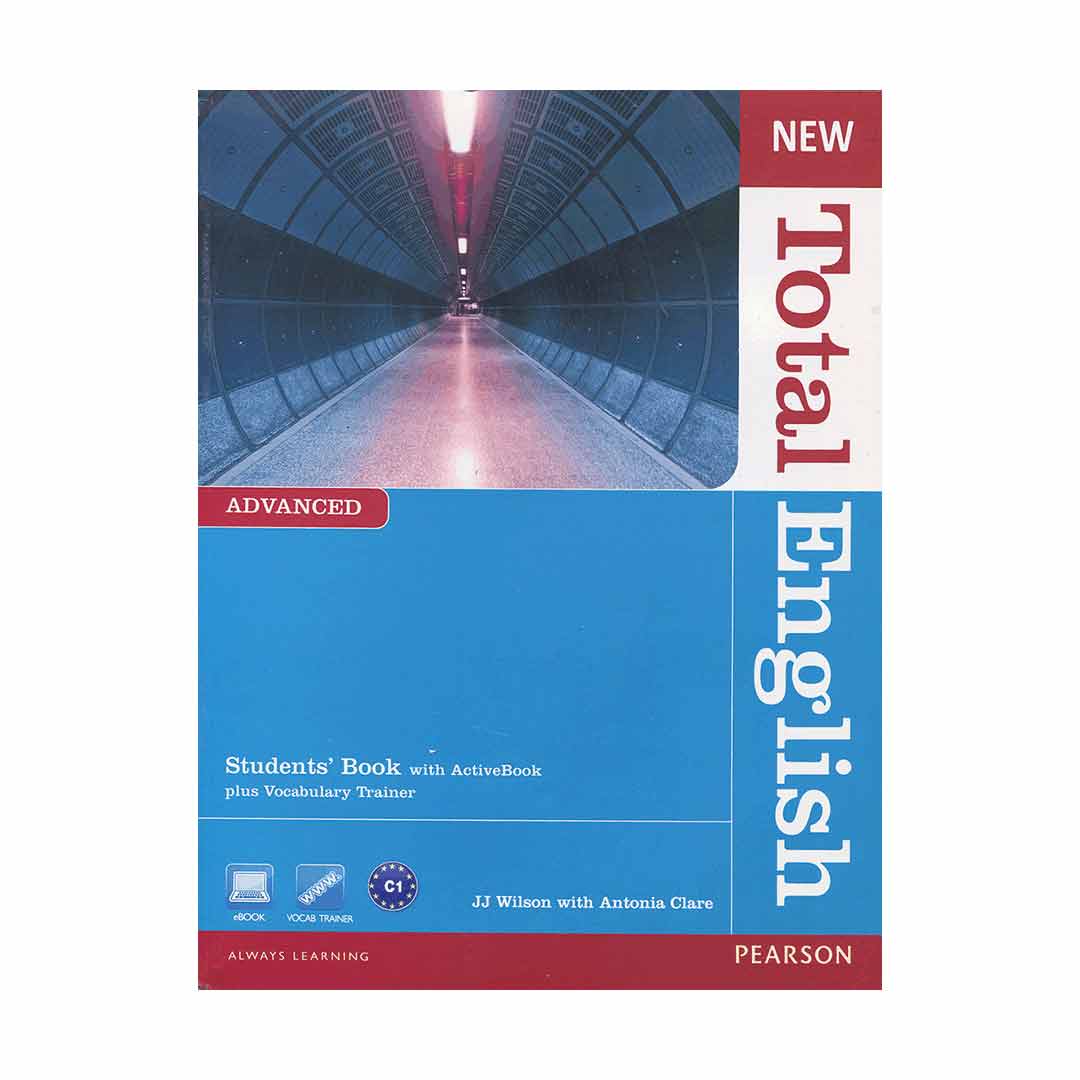 NEW
Total
English
ADVANCED
Students' Book with ActiveBook
plus Vocabulary Trainer
www.
C1
eBOOK
VOCAB TRAINER
JJ Wilson with Antonia Clare
ALWAYS LEARNING
PEARSON